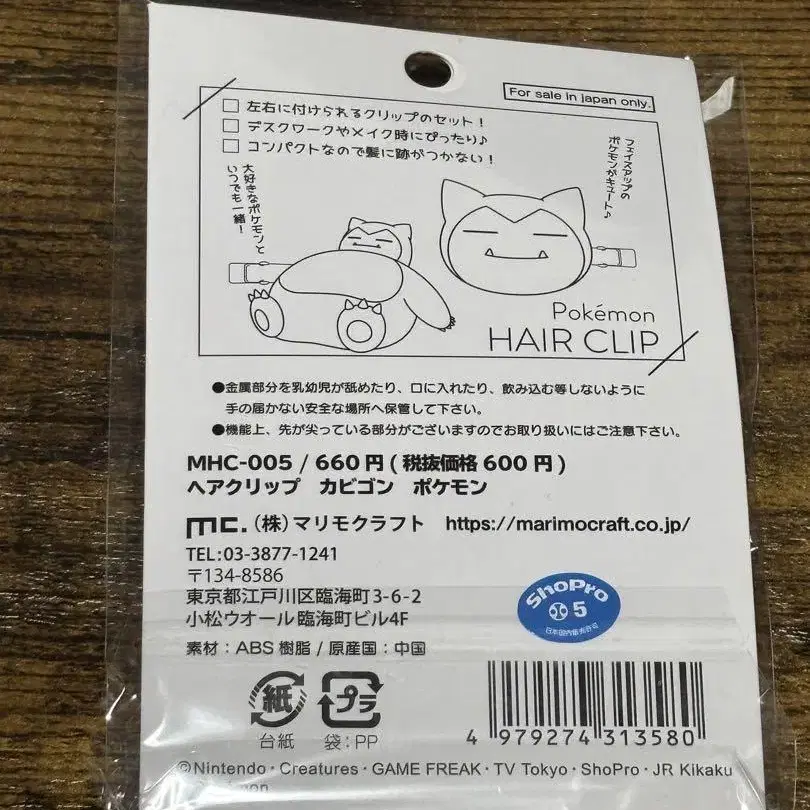 For sale in japan only.
□ 左右に付けられるクリップのセット！
□ デスクワークやメイク時にぴったり♪
□ コンパクトなので髪に跡がつかない！
フェイスアップの
ポケモンがキュート♪
大好きなポケモンと
いつでも一緒！
Pokémon
HAIR CLIP
●金属部分を乳幼児が舐めたり、口に入れたり、飲み込む等しないように
手の届かない安全な場所へ保管して下さい。
●機能上、先が尖っている部分がございますのでお取り扱いにはご注意下さい。
MHC-005 / 660円 ( 税抜価格 600円 )
ヘアクリップ カビゴン ポケモン
mc. (株)マリモクラフト https://marimocraft.co.jp/
TEL:03-3877-1241
〒134-8586
東京都江戸川区臨海町3-6-2
小松ウオール臨海町ビル4F
ShoPro
5
日本国内販売許可
素材：ABS樹脂 / 原産国：中国
紙 プラ
台紙 袋：PP
4 979274 313580
©Nintendo・Creatures・GAME FREAK・TV Tokyo・ShoPro・JR Kikaku